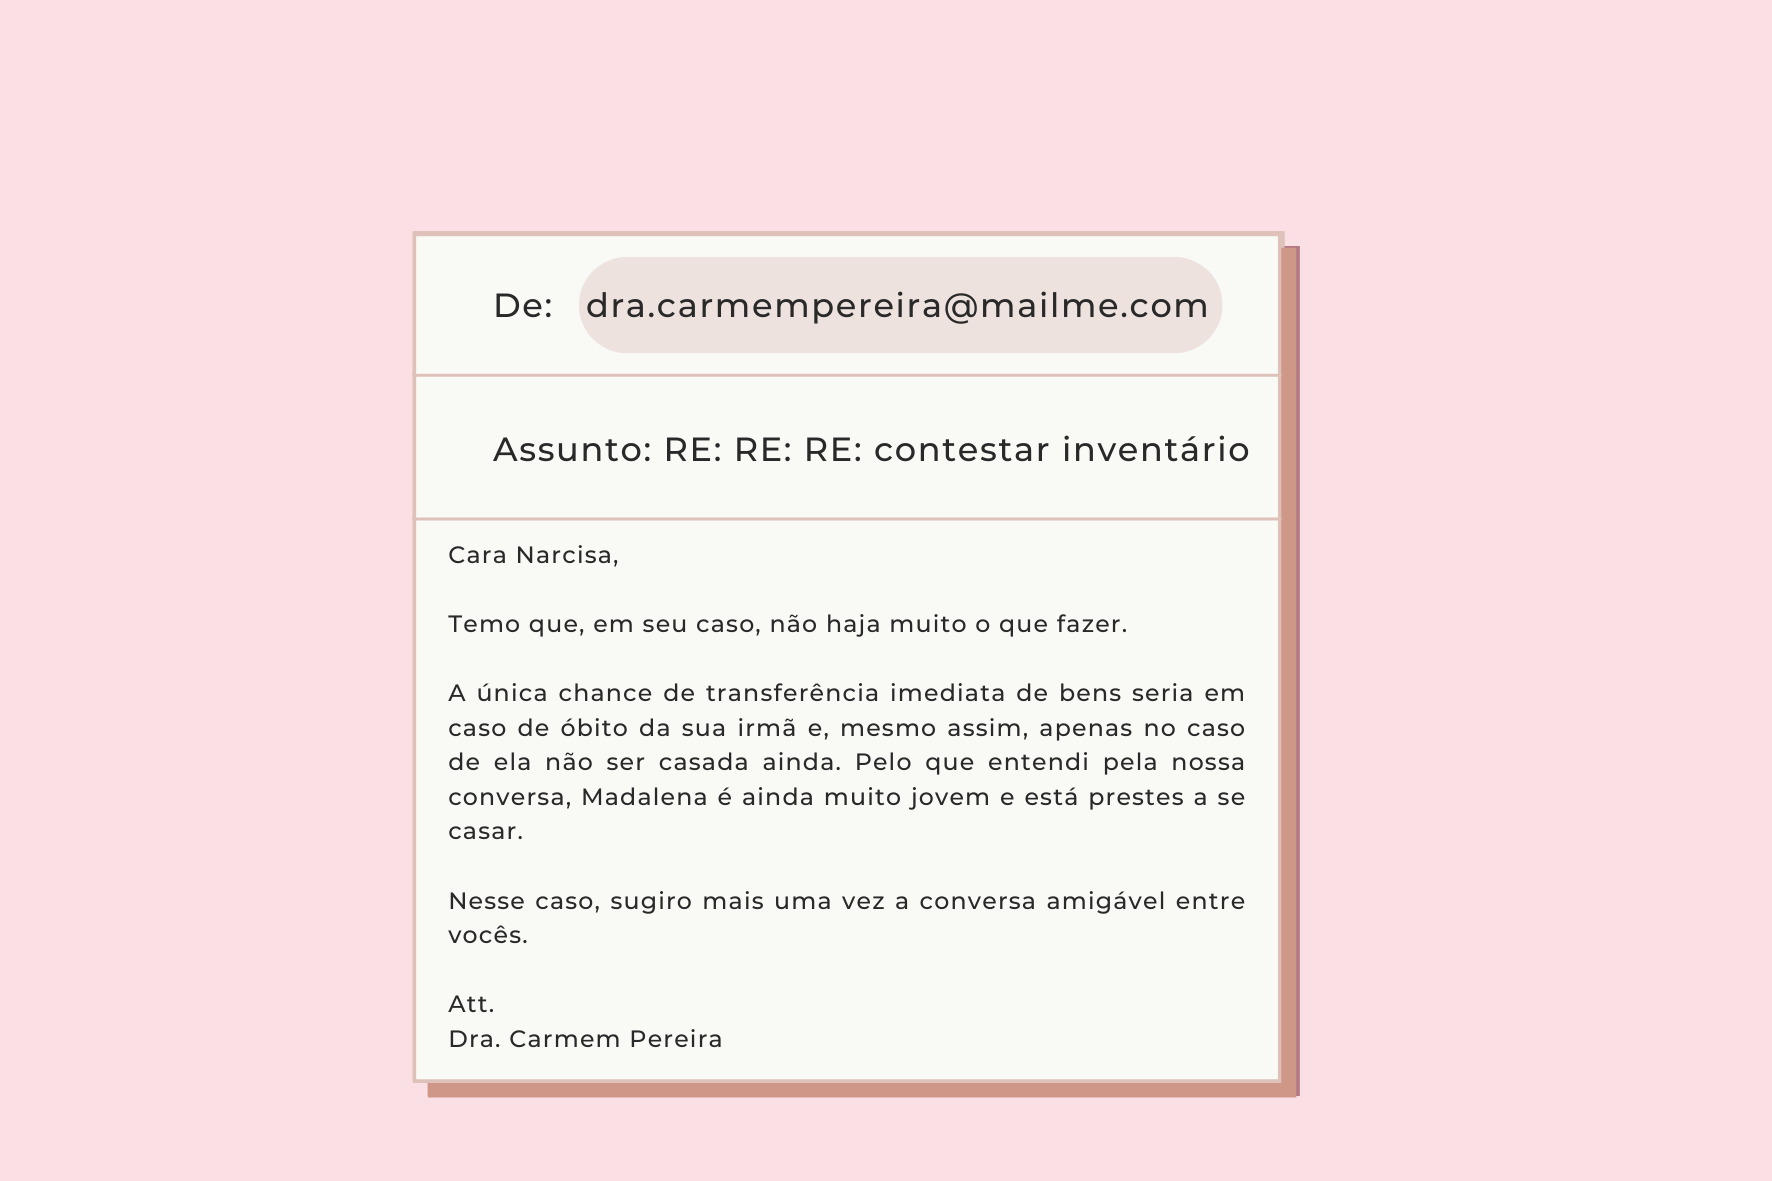 De: dra.carmempereira@mailme.com
Assunto: RE: RE: RE: contestar inventário
Cara Narcisa,
Temo que, em seu caso, não haja muito o que fazer.
A única chance de transferência imediata de bens seria em
caso de óbito da sua irmã e, mesmo assim, apenas no caso
de ela não ser casada ainda. Pelo que entendi pela nossa
conversa, Madalena é ainda muito jovem e está prestes a se
casar.
Nesse caso, sugiro mais uma vez a conversa amigável entre
vocês.
Att.
Dra. Carmem Pereira